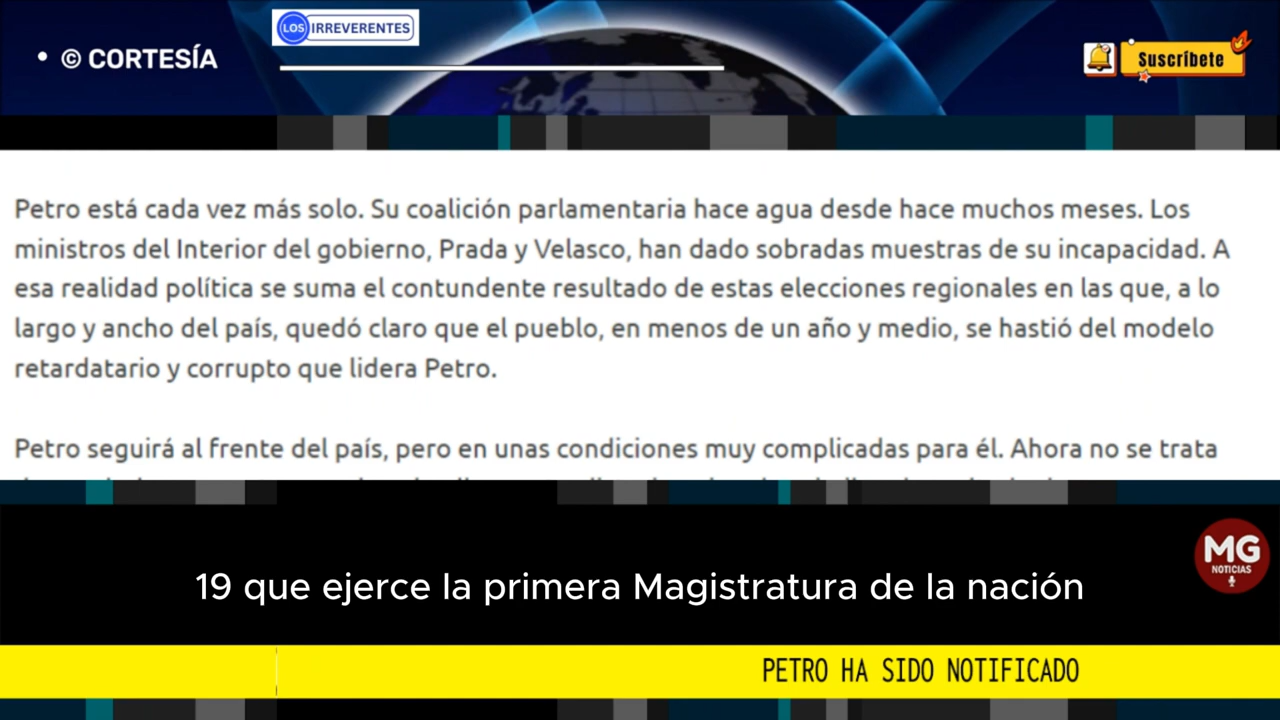 • © CORTESÍA
LOS IRREVERENTES
Suscríbete
Petro está cada vez más solo. Su coalición parlamentaria hace agua desde hace muchos meses. Los
ministros del Interior del gobierno, Prada y Velasco, han dado sobradas muestras de su incapacidad. A
esa realidad política se suma el contundente resultado de estas elecciones regionales en las que, a lo
largo y ancho del país, quedó claro que el pueblo, en menos de un año y medio, se hastió del modelo
retardatario y corrupto que lidera Petro.
Petro seguirá al frente del país, pero en unas condiciones muy complicadas para él. Ahora no se trata
MG
NOTICIAS
19 que ejerce la primera Magistratura de la nación
PETRO HA SIDO NOTIFICADO